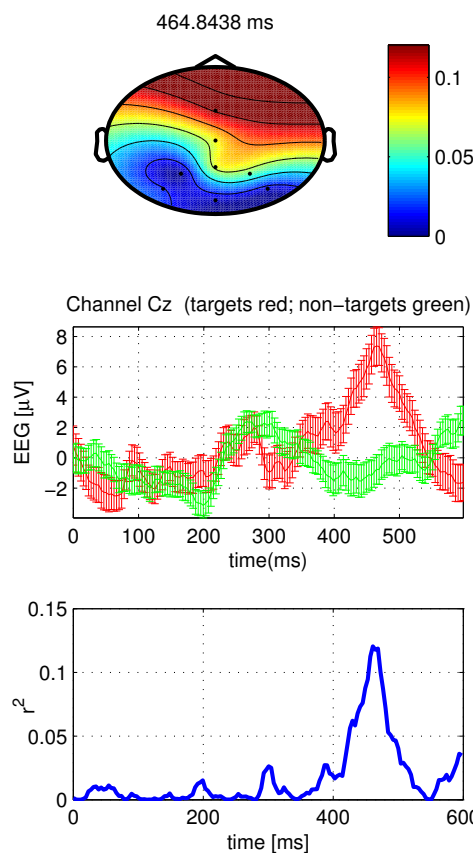 464.8438 ms
0.1
0.05
0
Channel Cz (targets red; non-targets green)
8
6
4
2
0
−2
EEG [µV]
0 100 200 300 400 500
time(ms)
0.15
0.1
0.05
0
r²
0 200 400 600
time [ms]